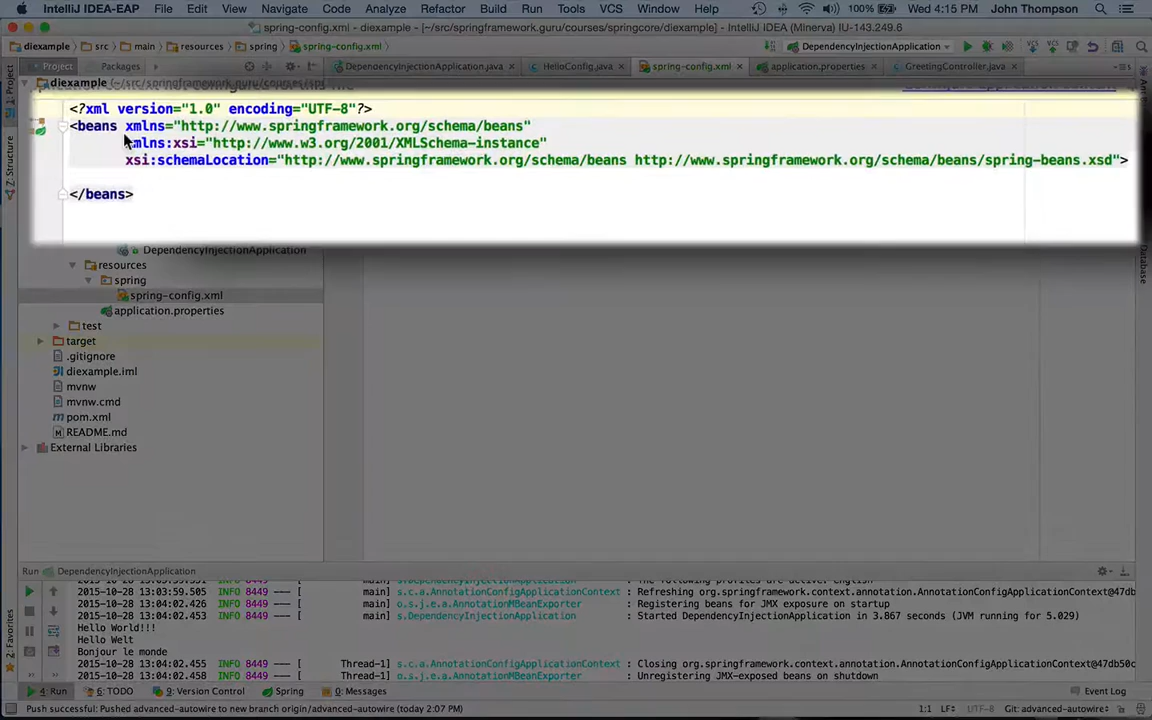 IntelliJ IDEA-EAP File Edit View Navigate Code Analyze Refactor Build Run Tools VCS Window Help 100% Wed 4:15 PM John Thompson
spring-config.xml - diexample - [~/src/springframework.guru/courses/springcore/diexample] - IntelliJ IDEA (Minerva) IU-143.249.6
diexample src main resources spring spring-config.xml DependencyInjectionApplication
Project Packages DependencyInjectionApplication.java HelloConfig.java spring-config.xml application.properties GreetingController.java
1: Project
diexample
<?xml version="1.0" encoding="UTF-8"?>
<beans xmlns="http://www.springframework.org/schema/beans"
xmlns:xsi="http://www.w3.org/2001/XMLSchema-instance"
xsi:schemaLocation="http://www.springframework.org/schema/beans http://www.springframework.org/schema/beans/spring-beans.xsd">
</beans>
Z: Structure
Database
DependencyInjectionApplication
resources
spring
spring-config.xml
application.properties
test
target
.gitignore
diexample.iml
mvnw
mvnw.cmd
pom.xml
README.md
External Libraries
Run DependencyInjectionApplication
2015-10-28 13:03:59.505 INFO 8449 --- [ main] s.c.a.AnnotationConfigApplicationContext : Refreshing org.springframework.context.annotation.AnnotationConfigApplicationContext@47db
2015-10-28 13:04:02.426 INFO 8449 --- [ main] o.s.j.e.a.AnnotationMBeanExporter : Registering beans for JMX exposure on startup
2015-10-28 13:04:02.453 INFO 8449 --- [ main] s.DependencyInjectionApplication : Started DependencyInjectionApplication in 3.867 seconds (JVM running for 5.029)
Hello World!!!
Hello Welt
Bonjour le monde
2015-10-28 13:04:02.455 INFO 8449 --- [ Thread-1] s.c.a.AnnotationConfigApplicationContext : Closing org.springframework.context.annotation.AnnotationConfigApplicationContext@47db50c
2015-10-28 13:04:02.455 INFO 8449 --- [ Thread-1] o.s.j.e.a.AnnotationMBeanExporter : Unregistering JMX-exposed beans on shutdown
2: Favorites
4: Run 6: TODO 9: Version Control Spring 0: Messages Event Log
Push successful: Pushed advanced-autowire to new branch origin/advanced-autowire (today 2:07 PM) 1:1 LF UTF-8 Git: advanced-autowire